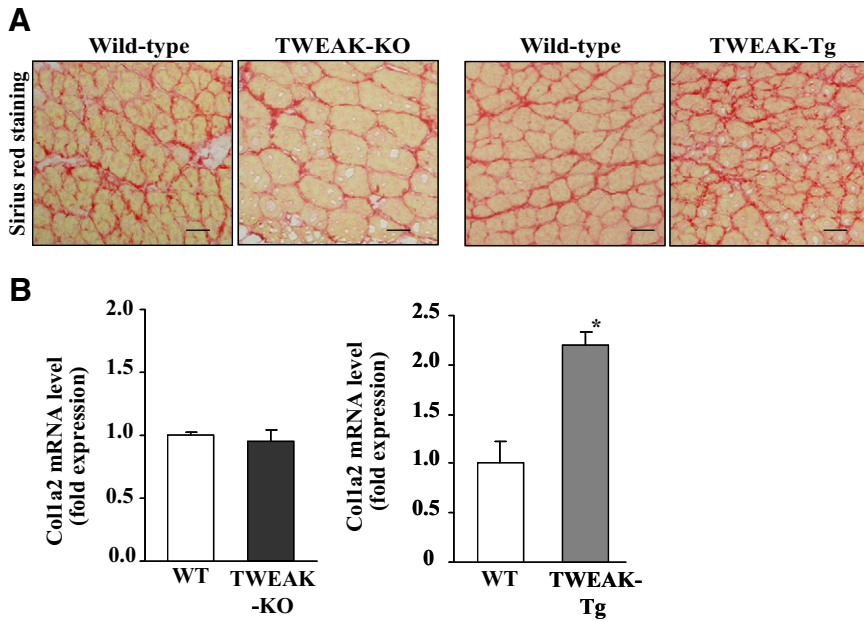 A
Wild-type
TWEAK-KO
Wild-type
TWEAK-Tg
Sirius red staining
B
Col1a2 mRNA level
(fold expression)
2.0
1.5
1.0
0.5
0.0
WT
TWEAK
-KO
Col1a2 mRNA level
(fold expression)
2.5
2.0
1.0
0.5
0
*
WT
TWEAK-
Tg